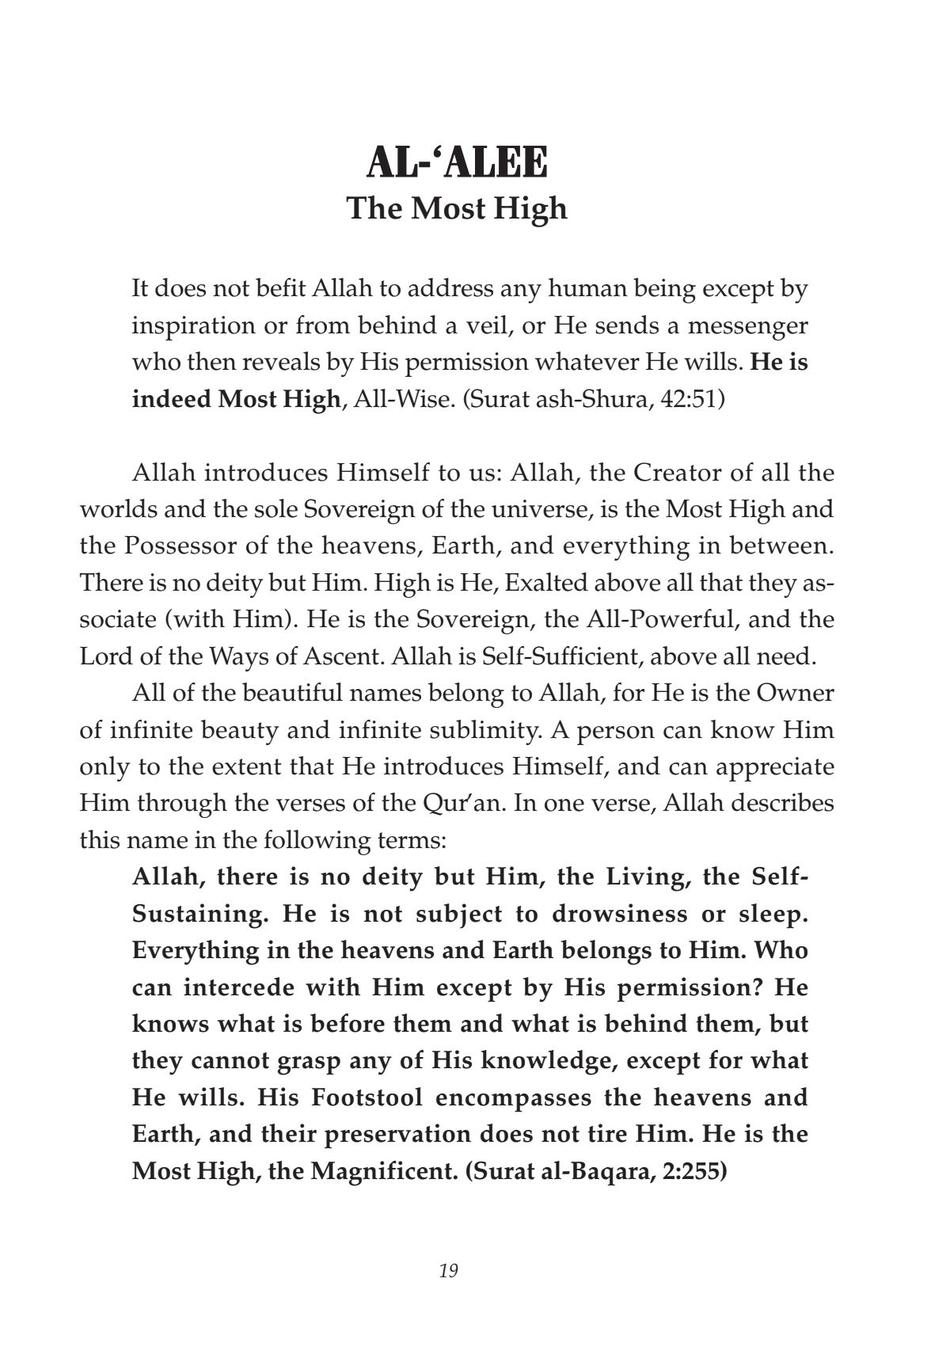 AL-‘ALEE
The Most High
It does not befit Allah to address any human being except by
inspiration or from behind a veil, or He sends a messenger
who then reveals by His permission whatever He wills. He is
indeed Most High, All-Wise. (Surat ash-Shura, 42:51)
Allah introduces Himself to us: Allah, the Creator of all the
worlds and the sole Sovereign of the universe, is the Most High and
the Possessor of the heavens, Earth, and everything in between.
There is no deity but Him. High is He, Exalted above all that they as-
sociate (with Him). He is the Sovereign, the All-Powerful, and the
Lord of the Ways of Ascent. Allah is Self-Sufficient, above all need.
All of the beautiful names belong to Allah, for He is the Owner
of infinite beauty and infinite sublimity. A person can know Him
only to the extent that He introduces Himself, and can appreciate
Him through the verses of the Qur’an. In one verse, Allah describes
this name in the following terms:
Allah, there is no deity but Him, the Living, the Self-
Sustaining. He is not subject to drowsiness or sleep.
Everything in the heavens and Earth belongs to Him. Who
can intercede with Him except by His permission? He
knows what is before them and what is behind them, but
they cannot grasp any of His knowledge, except for what
He wills. His Footstool encompasses the heavens and
Earth, and their preservation does not tire Him. He is the
Most High, the Magnificent. (Surat al-Baqara, 2:255)
19